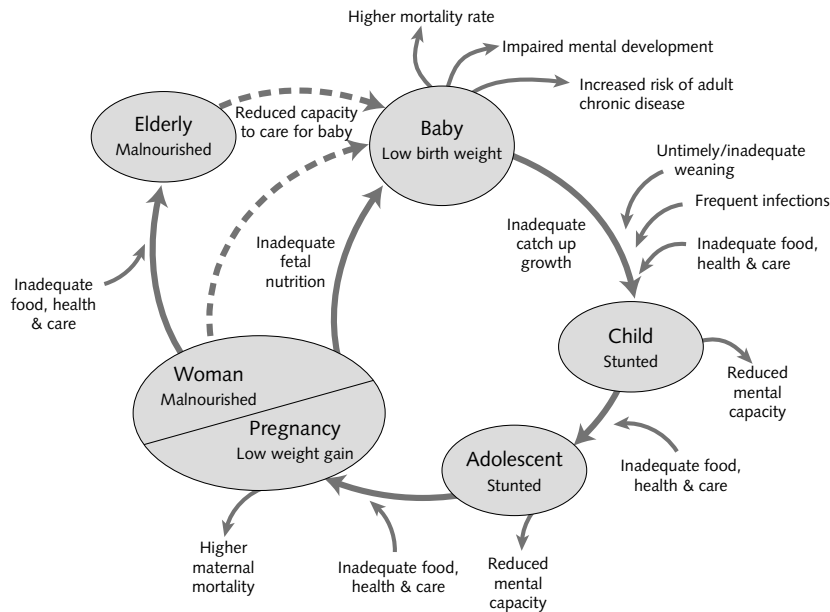 Higher mortality rate
Impaired mental development
Increased risk of adult
chronic disease
Elderly
Malnourished
Reduced capacity
to care for baby
Baby
Low birth weight
Untimely/inadequate
weaning
Frequent infections
Inadequate
catch up
growth
Inadequate food,
health & care
Inadequate
fetal
nutrition
Inadequate
food, health
& care
Child
Stunted
Reduced
mental
capacity
Woman
Malnourished
Pregnancy
Low weight gain
Adolescent
Stunted
Inadequate food,
health & care
Higher
maternal
mortality
Inadequate food,
health & care
Reduced
mental
capacity